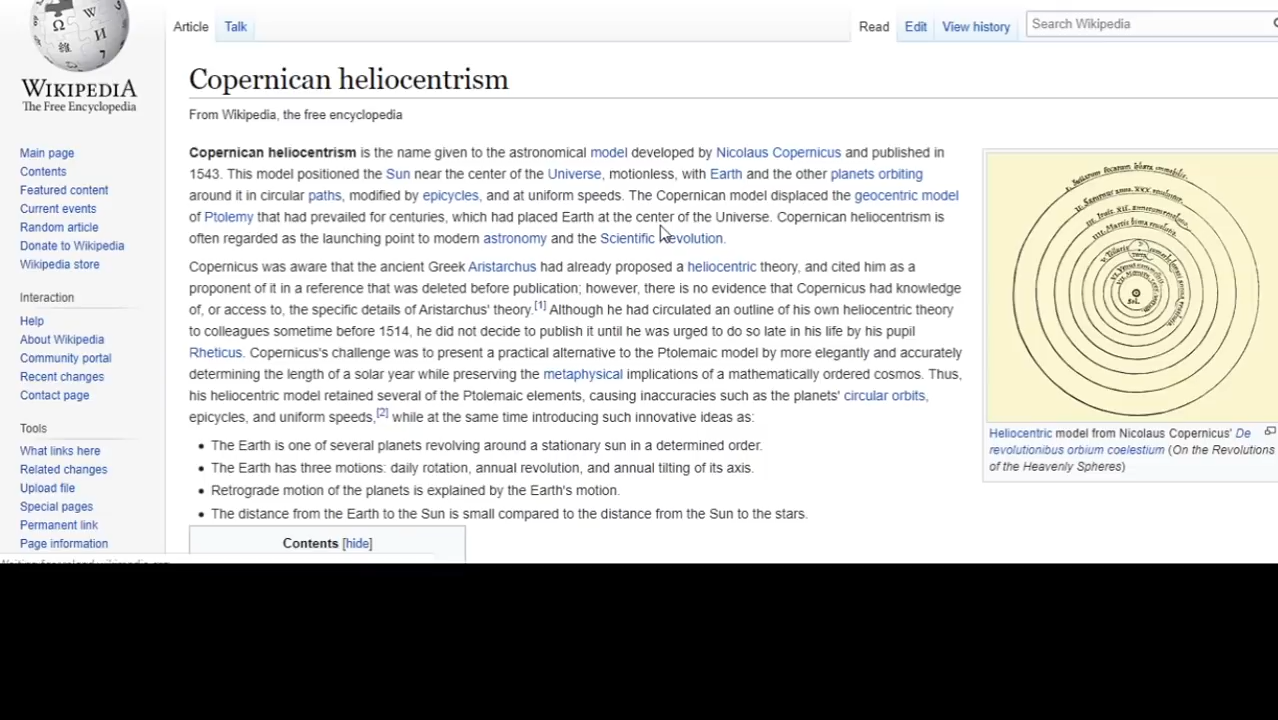 Article Talk Read Edit View history Search Wikipedia
WIKIPEDIA
The Free Encyclopedia
Main page
Contents
Featured content
Current events
Random article
Donate to Wikipedia
Wikipedia store
Interaction
Help
About Wikipedia
Community portal
Recent changes
Contact page
Tools
What links here
Related changes
Upload file
Special pages
Permanent link
Page information
Copernican heliocentrism
From Wikipedia, the free encyclopedia
Copernican heliocentrism is the name given to the astronomical model developed by Nicolaus Copernicus and published in
1543. This model positioned the Sun near the center of the Universe, motionless, with Earth and the other planets orbiting
around it in circular paths, modified by epicycles, and at uniform speeds. The Copernican model displaced the geocentric model
of Ptolemy that had prevailed for centuries, which had placed Earth at the center of the Universe. Copernican heliocentrism is
often regarded as the launching point to modern astronomy and the Scientific Revolution.
Copernicus was aware that the ancient Greek Aristarchus had already proposed a heliocentric theory, and cited him as a
proponent of it in a reference that was deleted before publication; however, there is no evidence that Copernicus had knowledge
of, or access to, the specific details of Aristarchus' theory.[1] Although he had circulated an outline of his own heliocentric theory
to colleagues sometime before 1514, he did not decide to publish it until he was urged to do so late in his life by his pupil
Rheticus. Copernicus's challenge was to present a practical alternative to the Ptolemaic model by more elegantly and accurately
determining the length of a solar year while preserving the metaphysical implications of a mathematically ordered cosmos. Thus,
his heliocentric model retained several of the Ptolemaic elements, causing inaccuracies such as the planets' circular orbits,
epicycles, and uniform speeds,[2] while at the same time introducing such innovative ideas as:
• The Earth is one of several planets revolving around a stationary sun in a determined order.
• The Earth has three motions: daily rotation, annual revolution, and annual tilting of its axis.
• Retrograde motion of the planets is explained by the Earth's motion.
• The distance from the Earth to the Sun is small compared to the distance from the Sun to the stars.
Contents [hide]
Sol.
Heliocentric model from Nicolaus Copernicus' De
revolutionibus orbium coelestium (On the Revolutions
of the Heavenly Spheres)